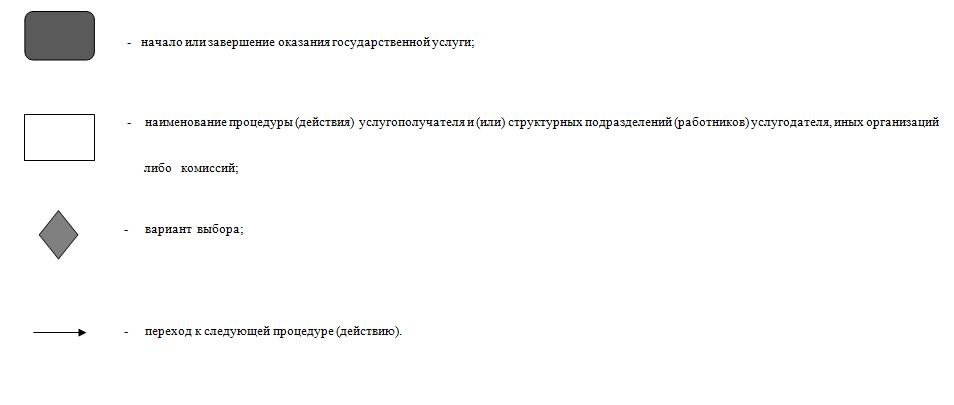 - начало или завершение оказания государственной услуги;
- наименование процедуры (действия) услугополучателя и (или) структурных подразделений (работников) услугодателя, иных организаций
либо комиссий;
- вариант выбора;
- переход к следующей процедуре (действию).